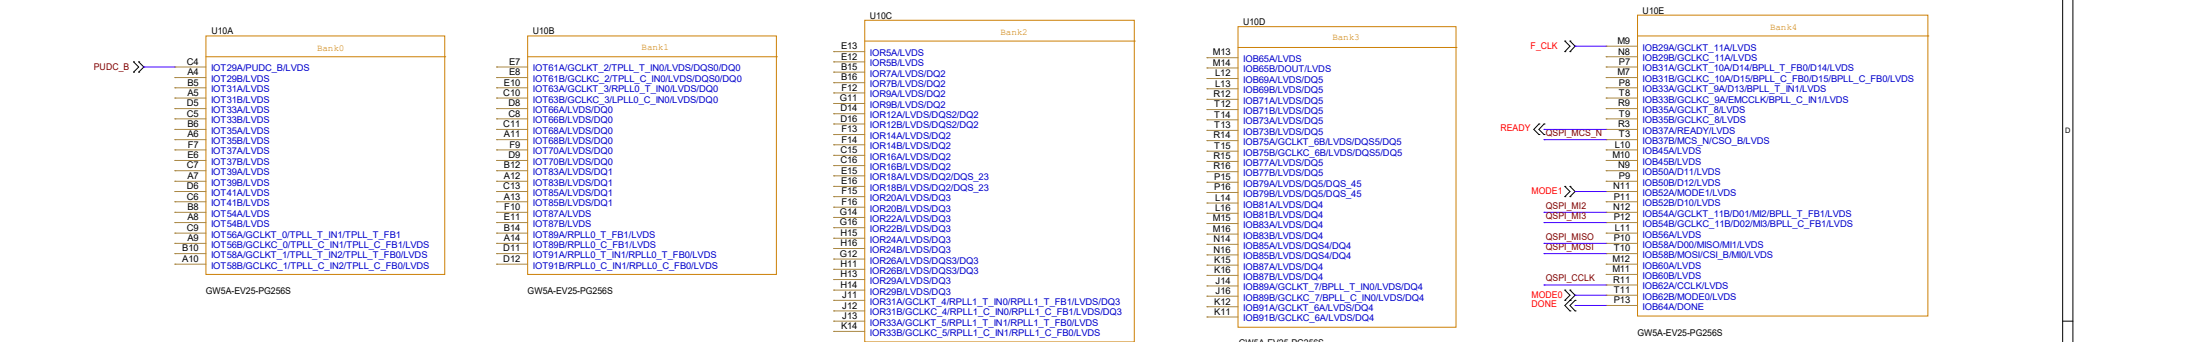 U10A
Bank0
PUDC_B
C4 IOT29A/PUDC_B/LVDS
A4 IOT29B/LVDS
B5 IOT31A/LVDS
A5 IOT31B/LVDS
D5 IOT33A/LVDS
C5 IOT33B/LVDS
B6 IOT35A/LVDS
A6 IOT35B/LVDS
F7 IOT37A/LVDS
E6 IOT37B/LVDS
C7 IOT39A/LVDS
A7 IOT39B/LVDS
D6 IOT41A/LVDS
C6 IOT41B/LVDS
B8 IOT54A/LVDS
A8 IOT54B/LVDS
C9 IOT56A/GCLKT_0/TPLL_T_IN1/TPLL_T_FB1
A9 IOT56B/GCLKC_0/TPLL_C_IN1/TPLL_C_FB1/LVDS
B10 IOT58A/GCLKT_1/TPLL_T_IN2/TPLL_T_FB0/LVDS
A10 IOT58B/GCLKC_1/TPLL_C_IN2/TPLL_C_FB0/LVDS
GW5A-EV25-PG256S
U10B
Bank1
E7 IOT61A/GCLKT_2/TPLL_T_IN0/LVDS/DQS0/DQ0
E8 IOT61B/GCLKC_2/TPLL_C_IN0/LVDS/DQS0/DQ0
E10 IOT63A/GCLKT_3/RPLL0_T_IN0/LVDS/DQ0
C10 IOT63B/GCLKC_3/LPLL0_C_IN0/LVDS/DQ0
D8 IOT66A/LVDS/DQ0
C8 IOT66B/LVDS/DQ0
C11 IOT68A/LVDS/DQ0
A11 IOT68B/LVDS/DQ0
F9 IOT70A/LVDS/DQ0
D9 IOT70B/LVDS/DQ0
B12 IOT83A/LVDS/DQ1
A12 IOT83B/LVDS/DQ1
C13 IOT85A/LVDS/DQ1
A13 IOT85B/LVDS/DQ1
F10 IOT87A/LVDS
E11 IOT87B/LVDS
B14 IOT89A/RPLL0_T_FB1/LVDS
A14 IOT89B/RPLL0_C_FB1/LVDS
D11 IOT91A/RPLL0_T_IN1/RPLL0_T_FB0/LVDS
D12 IOT91B/RPLL0_C_IN1/RPLL0_C_FB0/LVDS
GW5A-EV25-PG256S
U10C
Bank2
E13 IOR5A/LVDS
E12 IOR5B/LVDS
B15 IOR7A/LVDS/DQ2
B16 IOR7B/LVDS/DQ2
F12 IOR9A/LVDS/DQ2
G11 IOR9B/LVDS/DQ2
D14 IOR12A/LVDS/DQS2/DQ2
D16 IOR12B/LVDS/DQS2/DQ2
F13 IOR14A/LVDS/DQ2
F14 IOR14B/LVDS/DQ2
C15 IOR16A/LVDS/DQ2
C16 IOR16B/LVDS/DQ2
E15 IOR18A/LVDS/DQ2/DQS_23
E16 IOR18B/LVDS/DQ2/DQS_23
F15 IOR20A/LVDS/DQ3
F16 IOR20B/LVDS/DQ3
G14 IOR22A/LVDS/DQ3
G16 IOR22B/LVDS/DQ3
H15 IOR24A/LVDS/DQ3
H16 IOR24B/LVDS/DQ3
G12 IOR26A/LVDS/DQS3/DQ3
H11 IOR26B/LVDS/DQS3/DQ3
H13 IOR29A/LVDS/DQ3
H14 IOR29B/LVDS/DQ3
J11 IOR31A/GCLKT_4/RPLL1_T_IN0/RPLL1_T_FB1/LVDS/DQ3
J12 IOR31B/GCLKC_4/RPLL1_C_IN0/RPLL1_C_FB1/LVDS/DQ3
J13 IOR33A/GCLKT_5/RPLL1_T_IN1/RPLL1_T_FB0/LVDS
K14 IOR33B/GCLKC_5/RPLL1_C_IN1/RPLL1_C_FB0/LVDS
U10D
Bank3
M13 IOB65A/LVDS
M14 IOB65B/DOUT/LVDS
L12 IOB69A/LVDS/DQ5
L13 IOB69B/LVDS/DQ5
R12 IOB71A/LVDS/DQ5
T12 IOB71B/LVDS/DQ5
T14 IOB73A/LVDS/DQ5
T13 IOB73B/LVDS/DQ5
R14 IOB75A/GCLKT_6B/LVDS/DQS5/DQ5
T15 IOB75B/GCLKC_6B/LVDS/DQS5/DQ5
R15 IOB77A/LVDS/DQ5
R16 IOB77B/LVDS/DQ5
P15 IOB79A/LVDS/DQ5/DQS_45
P16 IOB79B/LVDS/DQ5/DQS_45
L14 IOB81A/LVDS/DQ4
L16 IOB81B/LVDS/DQ4
M15 IOB83A/LVDS/DQ4
M16 IOB83B/LVDS/DQ4
N14 IOB85A/LVDS/DQS4/DQ4
N16 IOB85B/LVDS/DQS4/DQ4
K15 IOB87A/LVDS/DQ4
K16 IOB87B/LVDS/DQ4
J14 IOB89A/GCLKT_7/BPLL_T_IN0/LVDS/DQ4
J16 IOB89B/GCLKC_7/BPLL_C_IN0/LVDS/DQ4
K12 IOB91A/GCLKT_6A/LVDS/DQ4
K11 IOB91B/GCLKC_6A/LVDS/DQ4
GW5A-EV25-PG256S
U10E
Bank4
F_CLK M9 IOB29A/GCLKT_11A/LVDS
N8 IOB29B/GCLKC_11A/LVDS
P7 IOB31A/GCLKT_10A/D14/BPLL_T_FB0/D14/LVDS
M7 IOB31B/GCLKC_10A/D15/BPLL_C_FB0/D15/BPLL_C_FB0/LVDS
P8 IOB33A/GCLKT_9A/D13/BPLL_T_IN1/LVDS
T8 IOB33B/GCLKC_9A/EMCCLK/BPLL_C_IN1/LVDS
R9 IOB35A/GCLKT_8/LVDS
T9 IOB35B/GCLKC_8/LVDS
READY R3 IOB37A/READY/LVDS
QSPI_MCS_N T3 IOB37B/MCS_N/CSO_B/LVDS
L10 IOB45A/LVDS
M10 IOB45B/LVDS
N9 IOB50A/D11/LVDS
P9 IOB50B/D12/LVDS
MODE1 N11 IOB52A/MODE1/LVDS
P11 IOB52B/D10/LVDS
QSPI_MI2 N12 IOB54A/GCLKT_11B/D01/MI2/BPLL_T_FB1/LVDS
QSPI_MI3 P12 IOB54B/GCLKC_11B/D02/MI3/BPLL_C_FB1/LVDS
L11 IOB56A/LVDS
QSPI_MISO P10 IOB58A/D00/MISO/MI1/LVDS
QSPI_MOSI T10 IOB58B/MOSI/CSI_B/MI0/LVDS
M12 IOB60A/LVDS
M11 IOB60B/LVDS
QSPI_CCLK R11 IOB62A/CCLK/LVDS
MODE0 T11 IOB62B/MODE0/LVDS
DONE P13 IOB64A/DONE
GW5A-EV25-PG256S
D